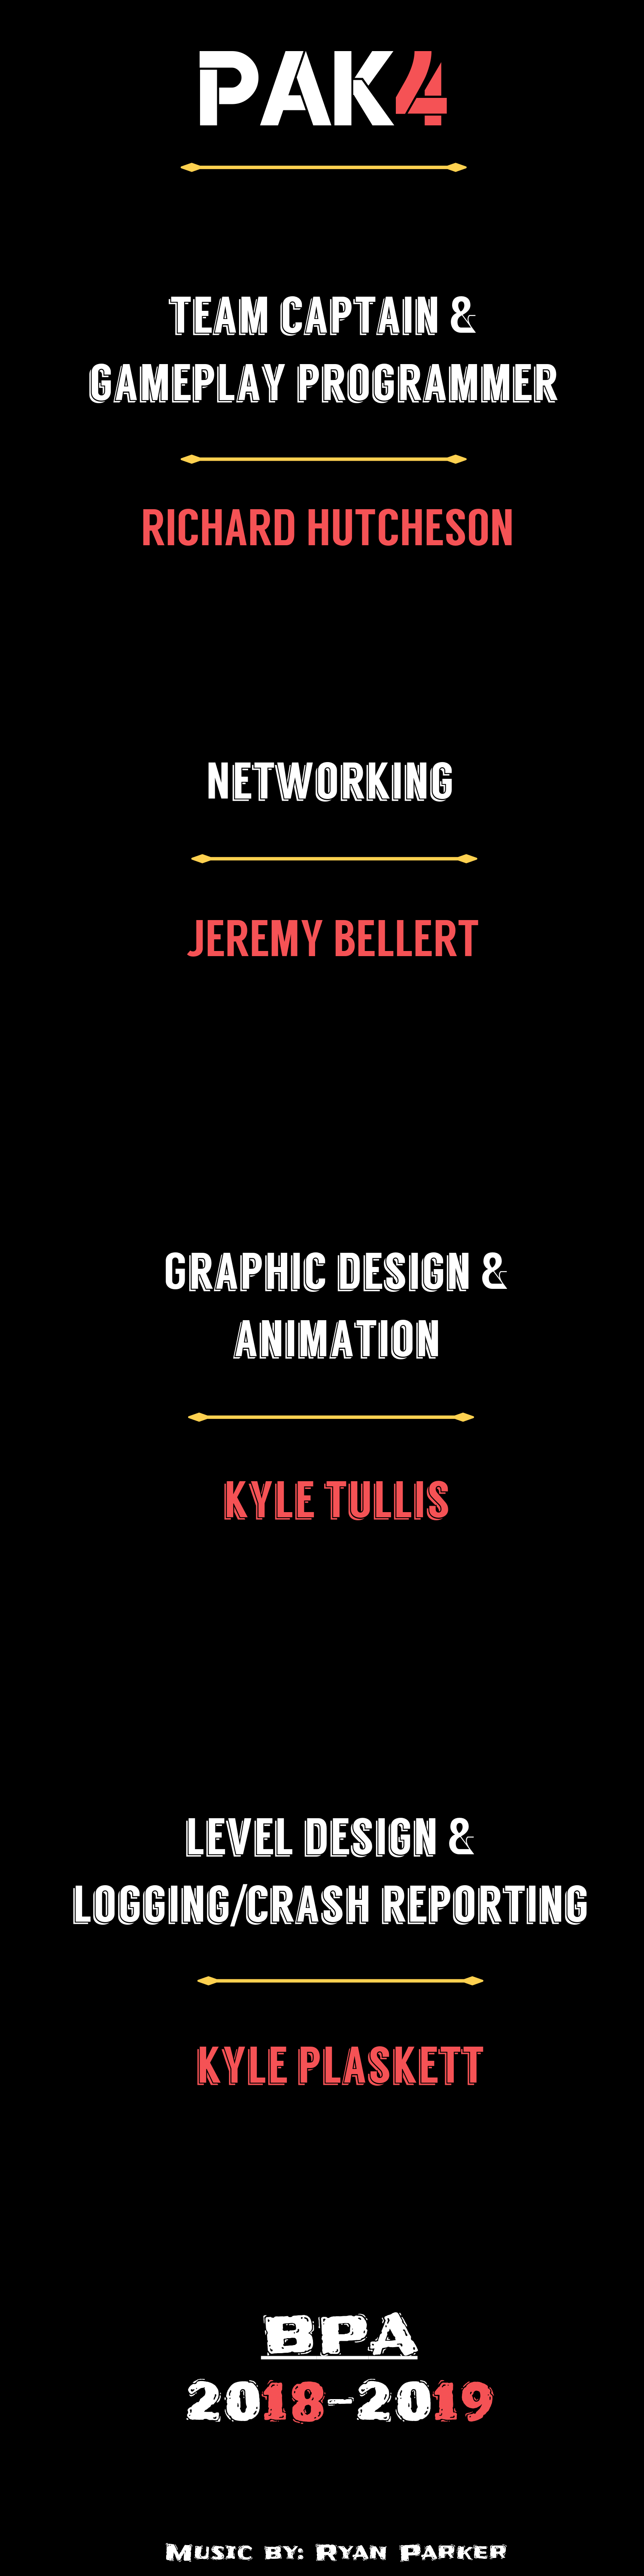 PAK4
TEAM CAPTAIN &
GAMEPLAY PROGRAMMER
RICHARD HUTCHESON
NETWORKING
JEREMY BELLERT
GRAPHIC DESIGN &
ANIMATION
KYLE TULLIS
LEVEL DESIGN &
LOGGING/CRASH REPORTING
KYLE PLASKETT
BPA
2018-2019
MUSIC BY: RYAN PARKER